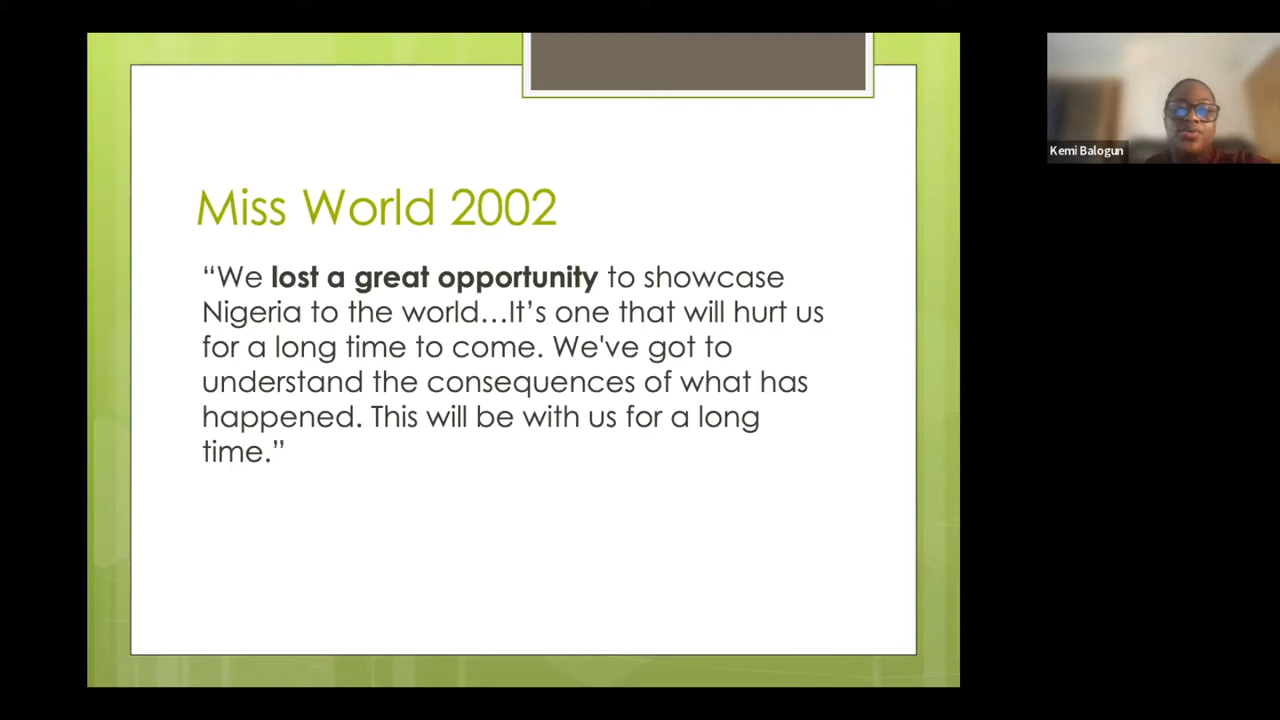 Miss World 2002
“We lost a great opportunity to showcase
Nigeria to the world…It’s one that will hurt us
for a long time to come. We've got to
understand the consequences of what has
happened. This will be with us for a long
time.”
Kemi Balogun